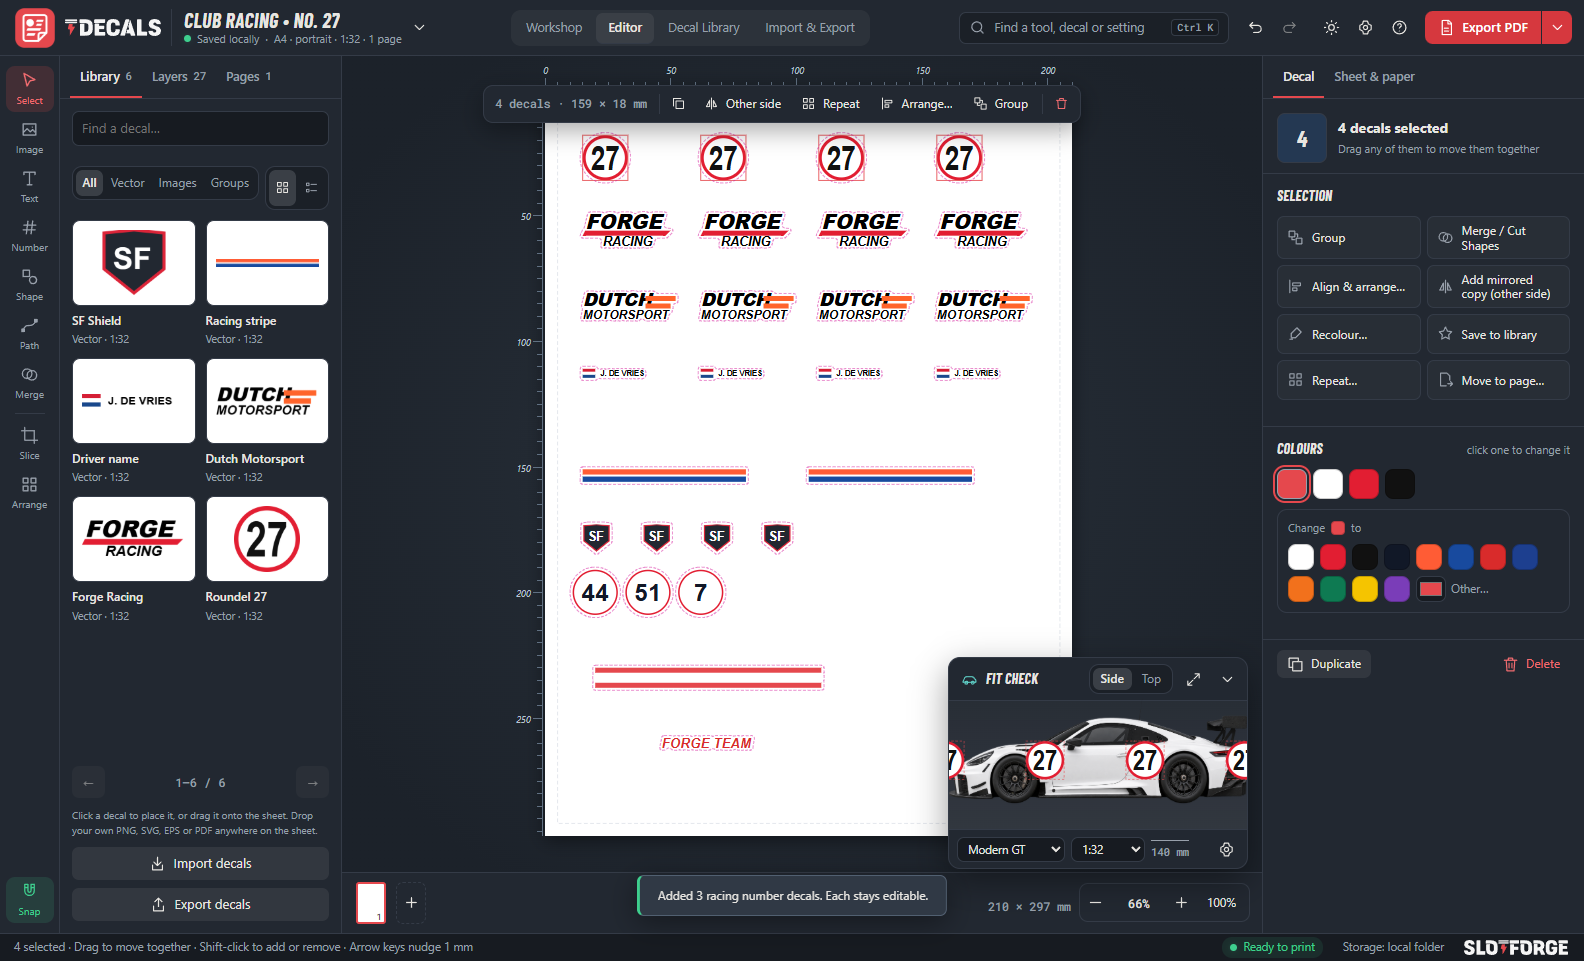 DECALS
CLUB RACING • NO. 27
Saved locally · A4 · portrait · 1:32 · 1 page
Workshop
Editor
Decal Library
Import & Export
Find a tool, decal or setting
Ctrl K
Export PDF
Select
Image
Text
Number
Shape
Path
Merge
Slice
Arrange
Snap
Library 6
Layers 27
Pages 1
Find a decal...
All
Vector
Images
Groups
SF
SF Shield
Vector · 1:32
Racing stripe
Vector · 1:32
J. DE VRIES
Driver name
Vector · 1:32
DUTCH
MOTORSPORT
Dutch Motorsport
Vector · 1:32
FORGE
RACING
Forge Racing
Vector · 1:32
27
Roundel 27
Vector · 1:32
1–6 / 6
Click a decal to place it, or drag it onto the sheet. Drop
your own PNG, SVG, EPS or PDF anywhere on the sheet.
Import decals
Export decals
0 50 100 150 200
4 decals · 159 × 18 mm
Other side
Repeat
Arrange...
Group
50
100
150
200
250
27 27 27 27
FORGE FORGE FORGE FORGE
RACING RACING RACING RACING
DUTCH DUTCH DUTCH DUTCH
MOTORSPORT MOTORSPORT MOTORSPORT MOTORSPORT
J. DE VRIES J. DE VRIES J. DE VRIES J. DE VRIES
SF SF SF SF
44 51 7
FORGE TEAM
FIT CHECK
Side
Top
7 27 27 2
Modern GT
1:32
140 mm
1
Added 3 racing number decals. Each stays editable.
210 × 297 mm
66%
100%
Decal
Sheet & paper
4
4 decals selected
Drag any of them to move them together
SELECTION
Group
Merge / Cut
Shapes
Align & arrange...
Add mirrored
copy (other side)
Recolour...
Save to library
Repeat...
Move to page...
COLOURS
click one to change it
Change to
Other...
Duplicate
Delete
4 selected · Drag to move together · Shift-click to add or remove · Arrow keys nudge 1 mm
Ready to print
Storage: local folder
SLOTFORGE